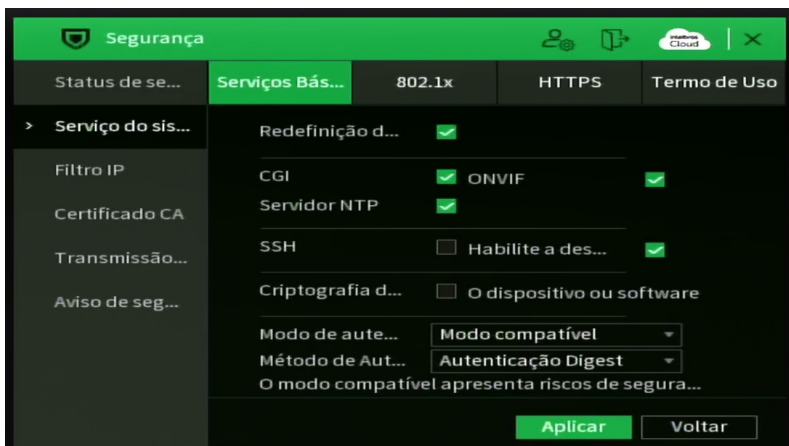 Segurança
intelbras
Cloud
Status de se...
Serviços Bás...
802.1x
HTTPS
Termo de Uso
> Serviço do sis...
Filtro IP
Certificado CA
Transmissão...
Aviso de seg...
Redefinição d...
CGI
ONVIF
Servidor NTP
SSH
Habilite a des...
Criptografia d...
O dispositivo ou software
Modo de aute...
Modo compatível
Método de Aut...
Autenticação Digest
O modo compatível apresenta riscos de segura...
Aplicar
Voltar